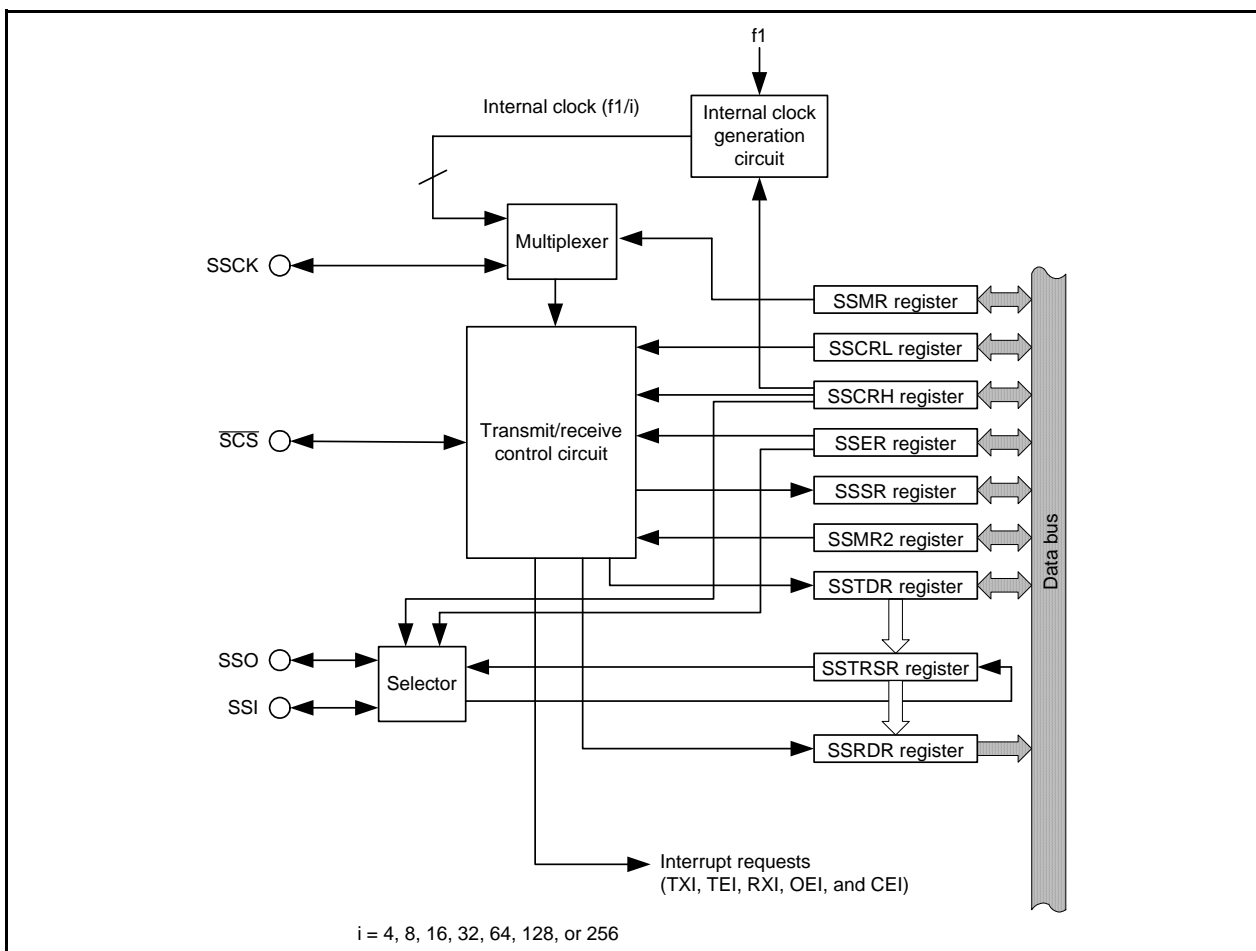 f1
Internal clock (f1/i)
Internal clock
generation
circuit
Multiplexer
SSCK
SSMR register
SSCRL register
SSCRH register
SCS
Transmit/receive
control circuit
SSER register
SSSR register
SSMR2 register
SSTDR register
Data bus
SSO
SSI
Selector
SSTRSR register
SSRDR register
Interrupt requests
(TXI, TEI, RXI, OEI, and CEI)
i = 4, 8, 16, 32, 64, 128, or 256